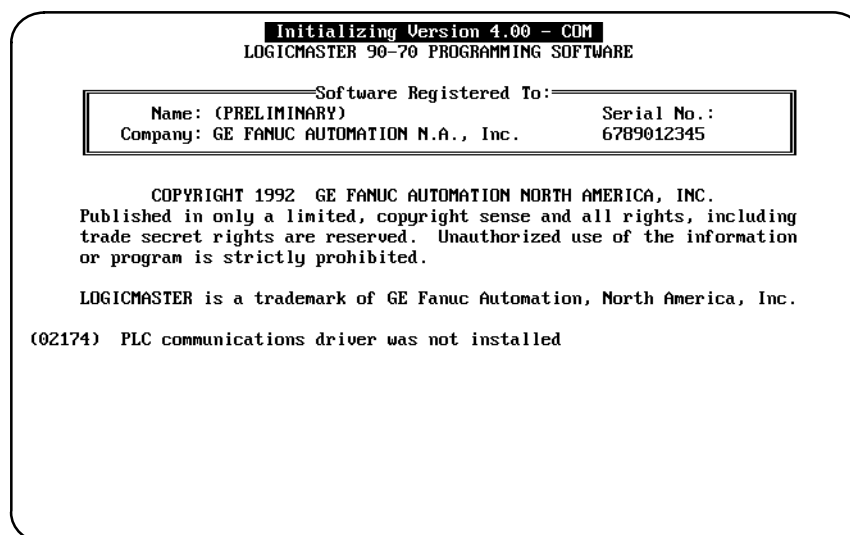 Initializing Version 4.00 - COM
LOGICMASTER 90-70 PROGRAMMING SOFTWARE
Software Registered To:
Name: (PRELIMINARY) Serial No.:
Company: GE FANUC AUTOMATION N.A., Inc. 6789012345
COPYRIGHT 1992 GE FANUC AUTOMATION NORTH AMERICA, INC.
Published in only a limited, copyright sense and all rights, including
trade secret rights are reserved. Unauthorized use of the information
or program is strictly prohibited.
LOGICMASTER is a trademark of GE Fanuc Automation, North America, Inc.
(02174) PLC communications driver was not installed